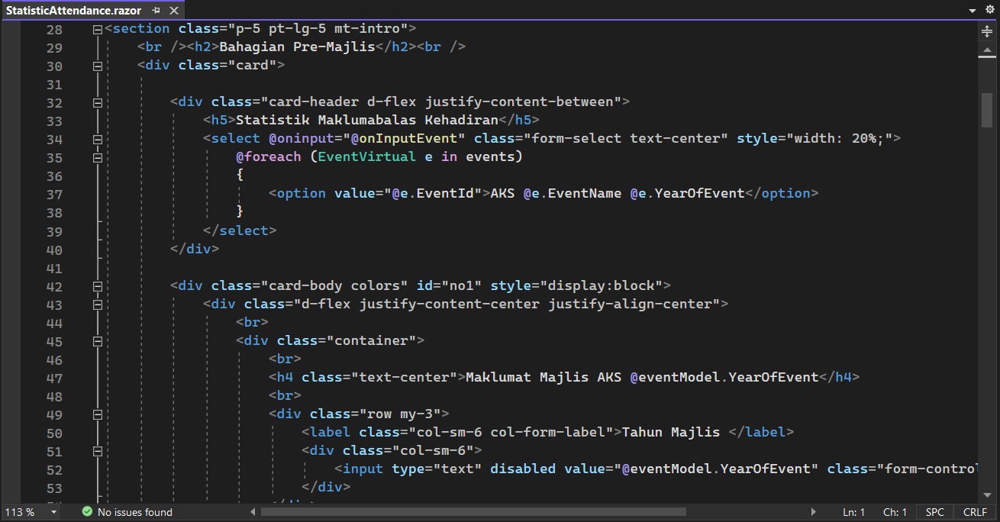 StatisticAttendance.razor
28 <section class="p-5 pt-lg-5 mt-intro">
29 <br /><h2>Bahagian Pre-Majlis</h2><br />
30 <div class="card">
31
32 <div class="card-header d-flex justify-content-between">
33 <h5>Statistik Maklumabalas Kehadiran</h5>
34 <select @oninput="@onInputEvent" class="form-select text-center" style="width: 20%;">
35 @foreach (EventVirtual e in events)
36 {
37 <option value="@e.EventId">AKS @e.EventName @e.YearOfEvent</option>
38 }
39 </select>
40 </div>
41
42 <div class="card-body colors" id="no1" style="display:block">
43 <div class="d-flex justify-content-center justify-align-center">
44 <br>
45 <div class="container">
46 <br>
47 <h4 class="text-center">Maklumat Majlis AKS @eventModel.YearOfEvent</h4>
48 <br>
49 <div class="row my-3">
50 <label class="col-sm-6 col-form-label">Tahun Majlis </label>
51 <div class="col-sm-6">
52 <input type="text" disabled value="@eventModel.YearOfEvent" class="form-control
53 </div>
113 % No issues found Ln: 1 Ch: 1 SPC CRLF